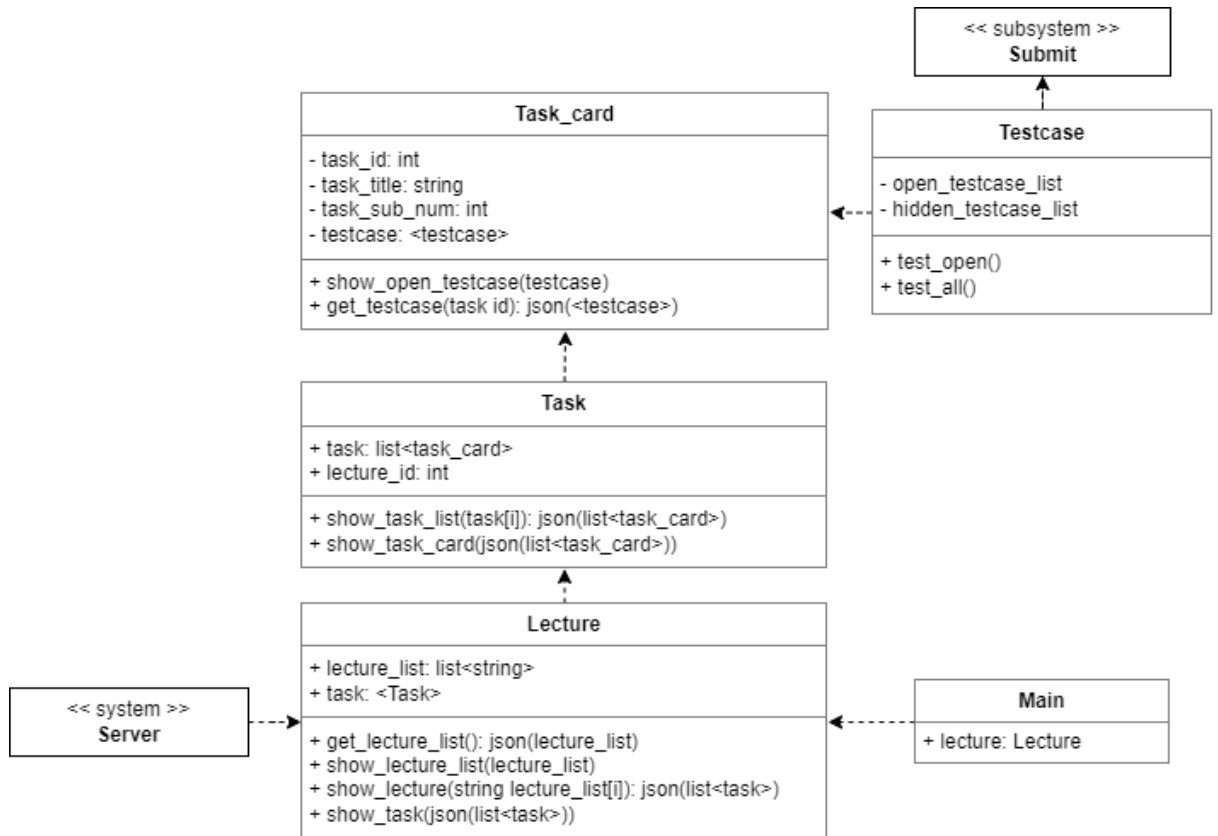 << subsystem >>
Submit
Task_card
- task_id: int
- task_title: string
- task_sub_num: int
- testcase: <testcase>
+ show_open_testcase(testcase)
+ get_testcase(task id): json(<testcase>)
Testcase
- open_testcase_list
- hidden_testcase_list
+ test_open()
+ test_all()
Task
+ task: list<task_card>
+ lecture_id: int
+ show_task_list(task[i]): json(list<task_card>)
+ show_task_card(json(list<task_card>))
Lecture
+ lecture_list: list<string>
+ task: <Task>
+ get_lecture_list(): json(lecture_list)
+ show_lecture_list(lecture_list)
+ show_lecture(string lecture_list[i]): json(list<task>)
+ show_task(json(list<task>))
<< system >>
Server
Main
+ lecture: Lecture